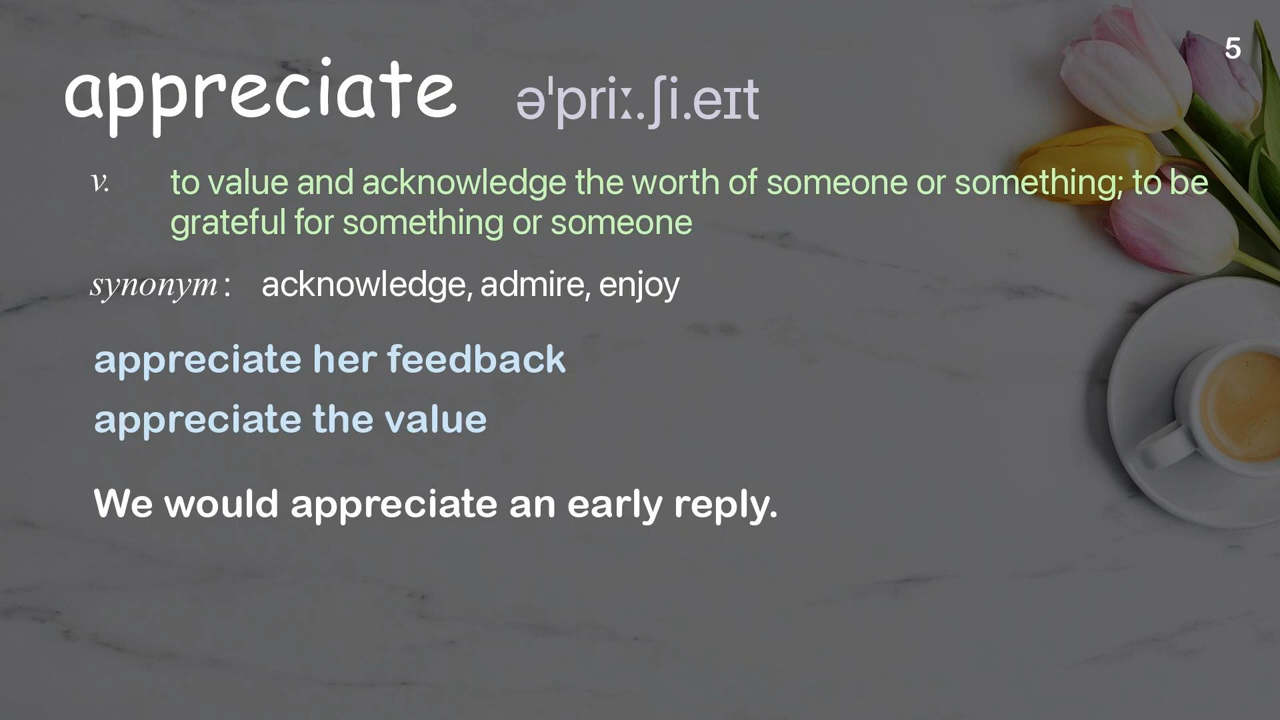 5
appreciate əˈpriː.ʃi.eɪt
v. to value and acknowledge the worth of someone or something; to be
grateful for something or someone
synonym : acknowledge, admire, enjoy
appreciate her feedback
appreciate the value
We would appreciate an early reply.